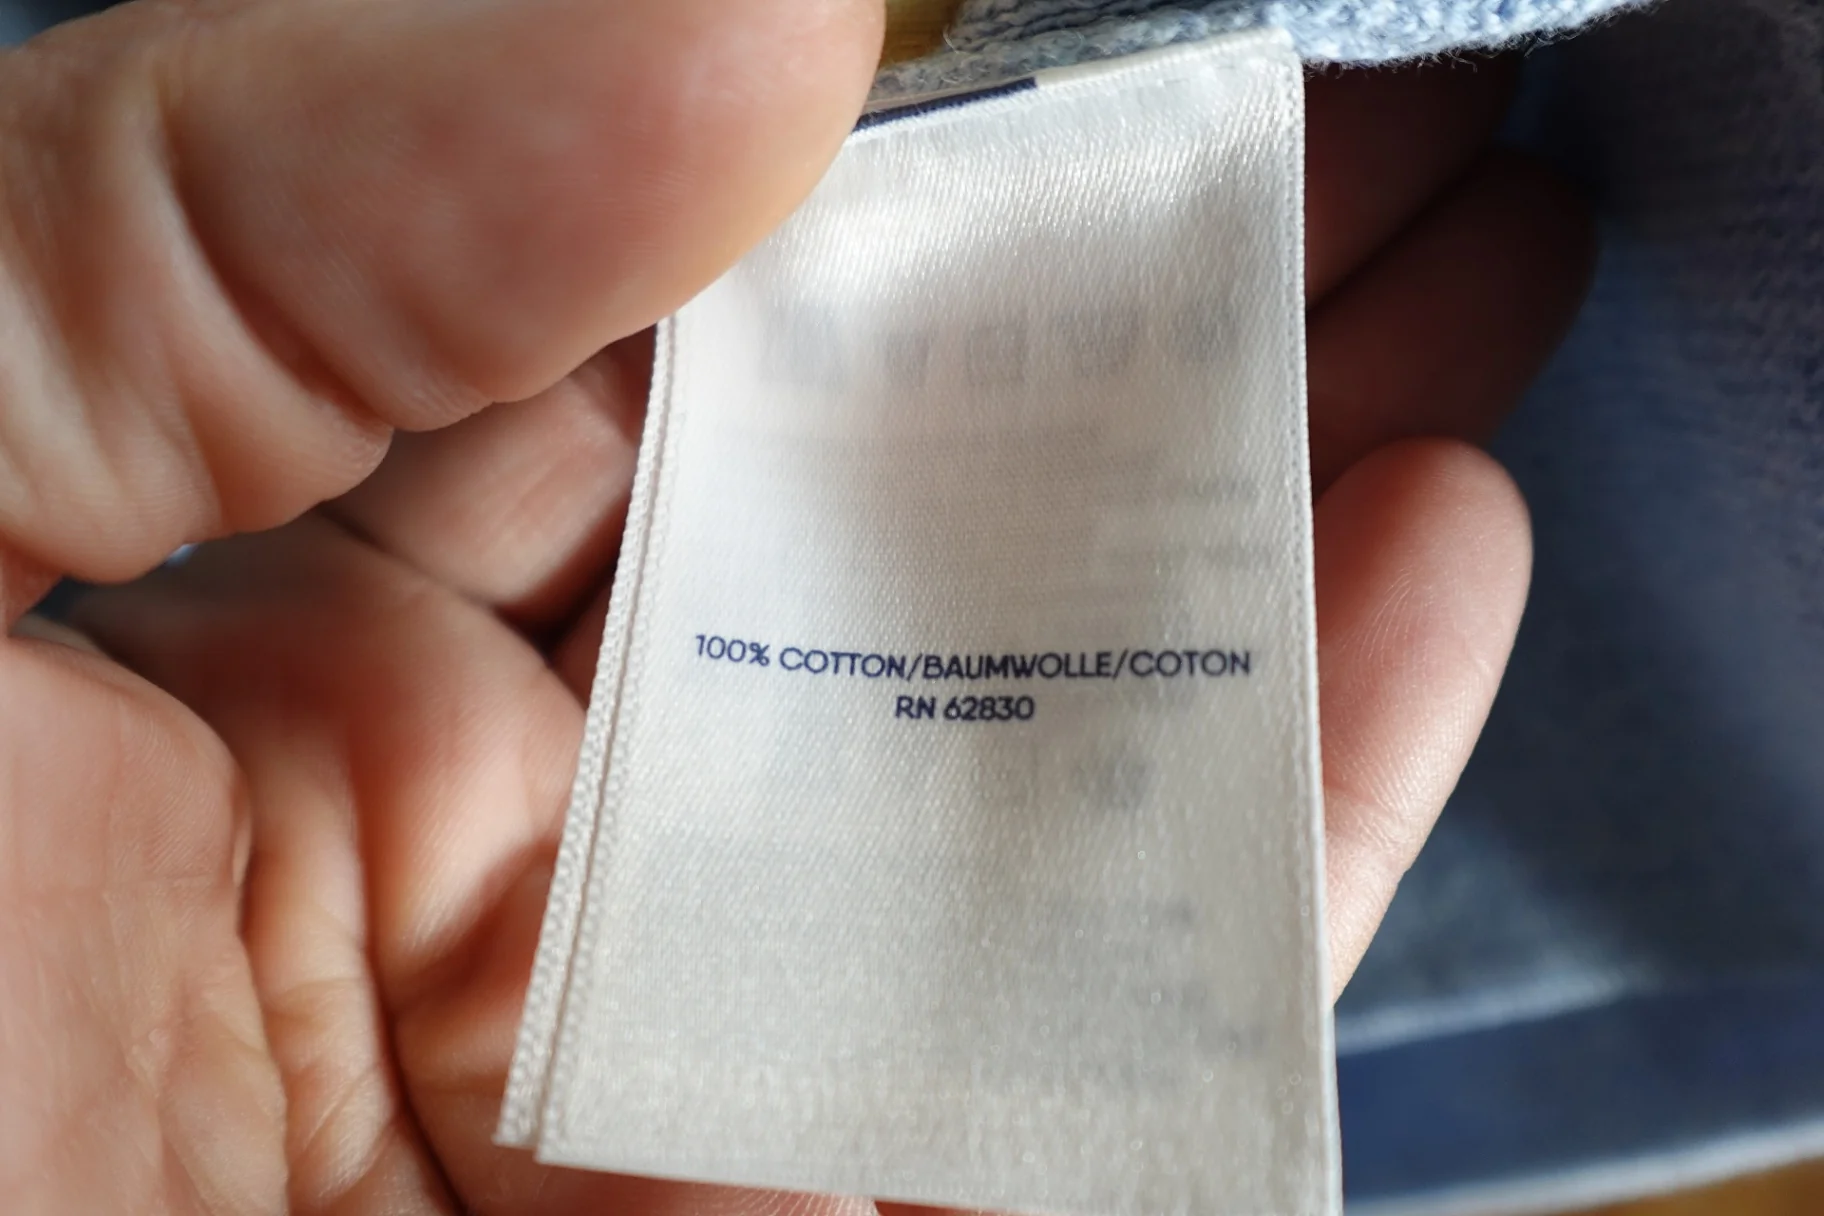 100% COTTON/BAUMWOLLE/COTON
RN 62830